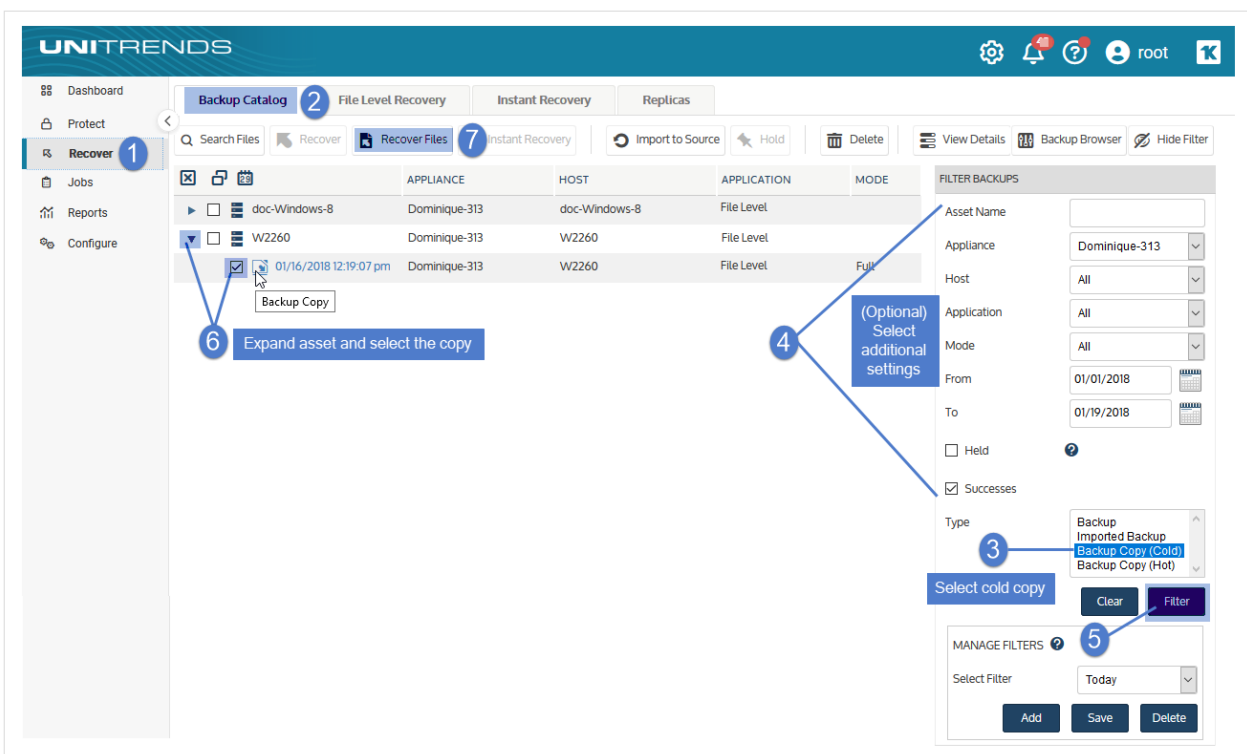 UNITRENDS
root
Dashboard
Protect
Recover 1
Jobs
Reports
Configure
Backup Catalog 2 File Level Recovery Instant Recovery Replicas
Search Files Recover Recover Files 7 Instant Recovery Import to Source Hold Delete View Details Backup Browser Hide Filter
29 APPLIANCE HOST APPLICATION MODE
doc-Windows-8 Dominique-313 doc-Windows-8 File Level
W2260 Dominique-313 W2260 File Level
01/16/2018 12:19:07 pm Dominique-313 W2260 File Level Full
Backup Copy
6 Expand asset and select the copy
4
(Optional)
Select
additional
settings
FILTER BACKUPS
Asset Name
Appliance Dominique-313
Host All
Application All
Mode All
From 01/01/2018
To 01/19/2018
Held ?
Successes
Type Backup
Imported Backup
3 Backup Copy (Cold)
Backup Copy (Hot)
Select cold copy
Clear Filter
5
MANAGE FILTERS ?
Select Filter Today
Add Save Delete